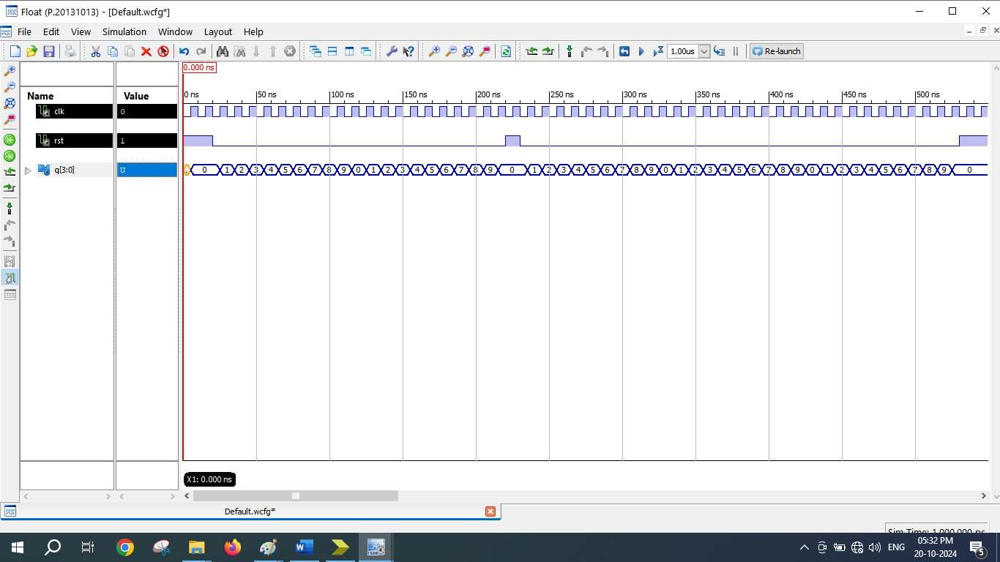 Float (P.20131013) - [Default.wcfg*]
File Edit View Simulation Window Layout Help
1.00us Re-launch
0.000 ns
Name Value
0 ns 50 ns 100 ns 150 ns 200 ns 250 ns 300 ns 350 ns 400 ns 450 ns 500 ns
clk 0
rst 1
q[3:0] U 0 1 2 3 4 5 6 7 8 9 0 1 2 3 4 5 6 7 8 9 0 1 2 3 4 5 6 7 8 9 0 1 2 3 4 5 6 7 8 9 0 1 2 3 4 5 6 7 8 9 0
X1: 0.000 ns
Default.wcfg*
Sim Time: 1,000,000 ps
ENG
05:32 PM
20-10-2024
5